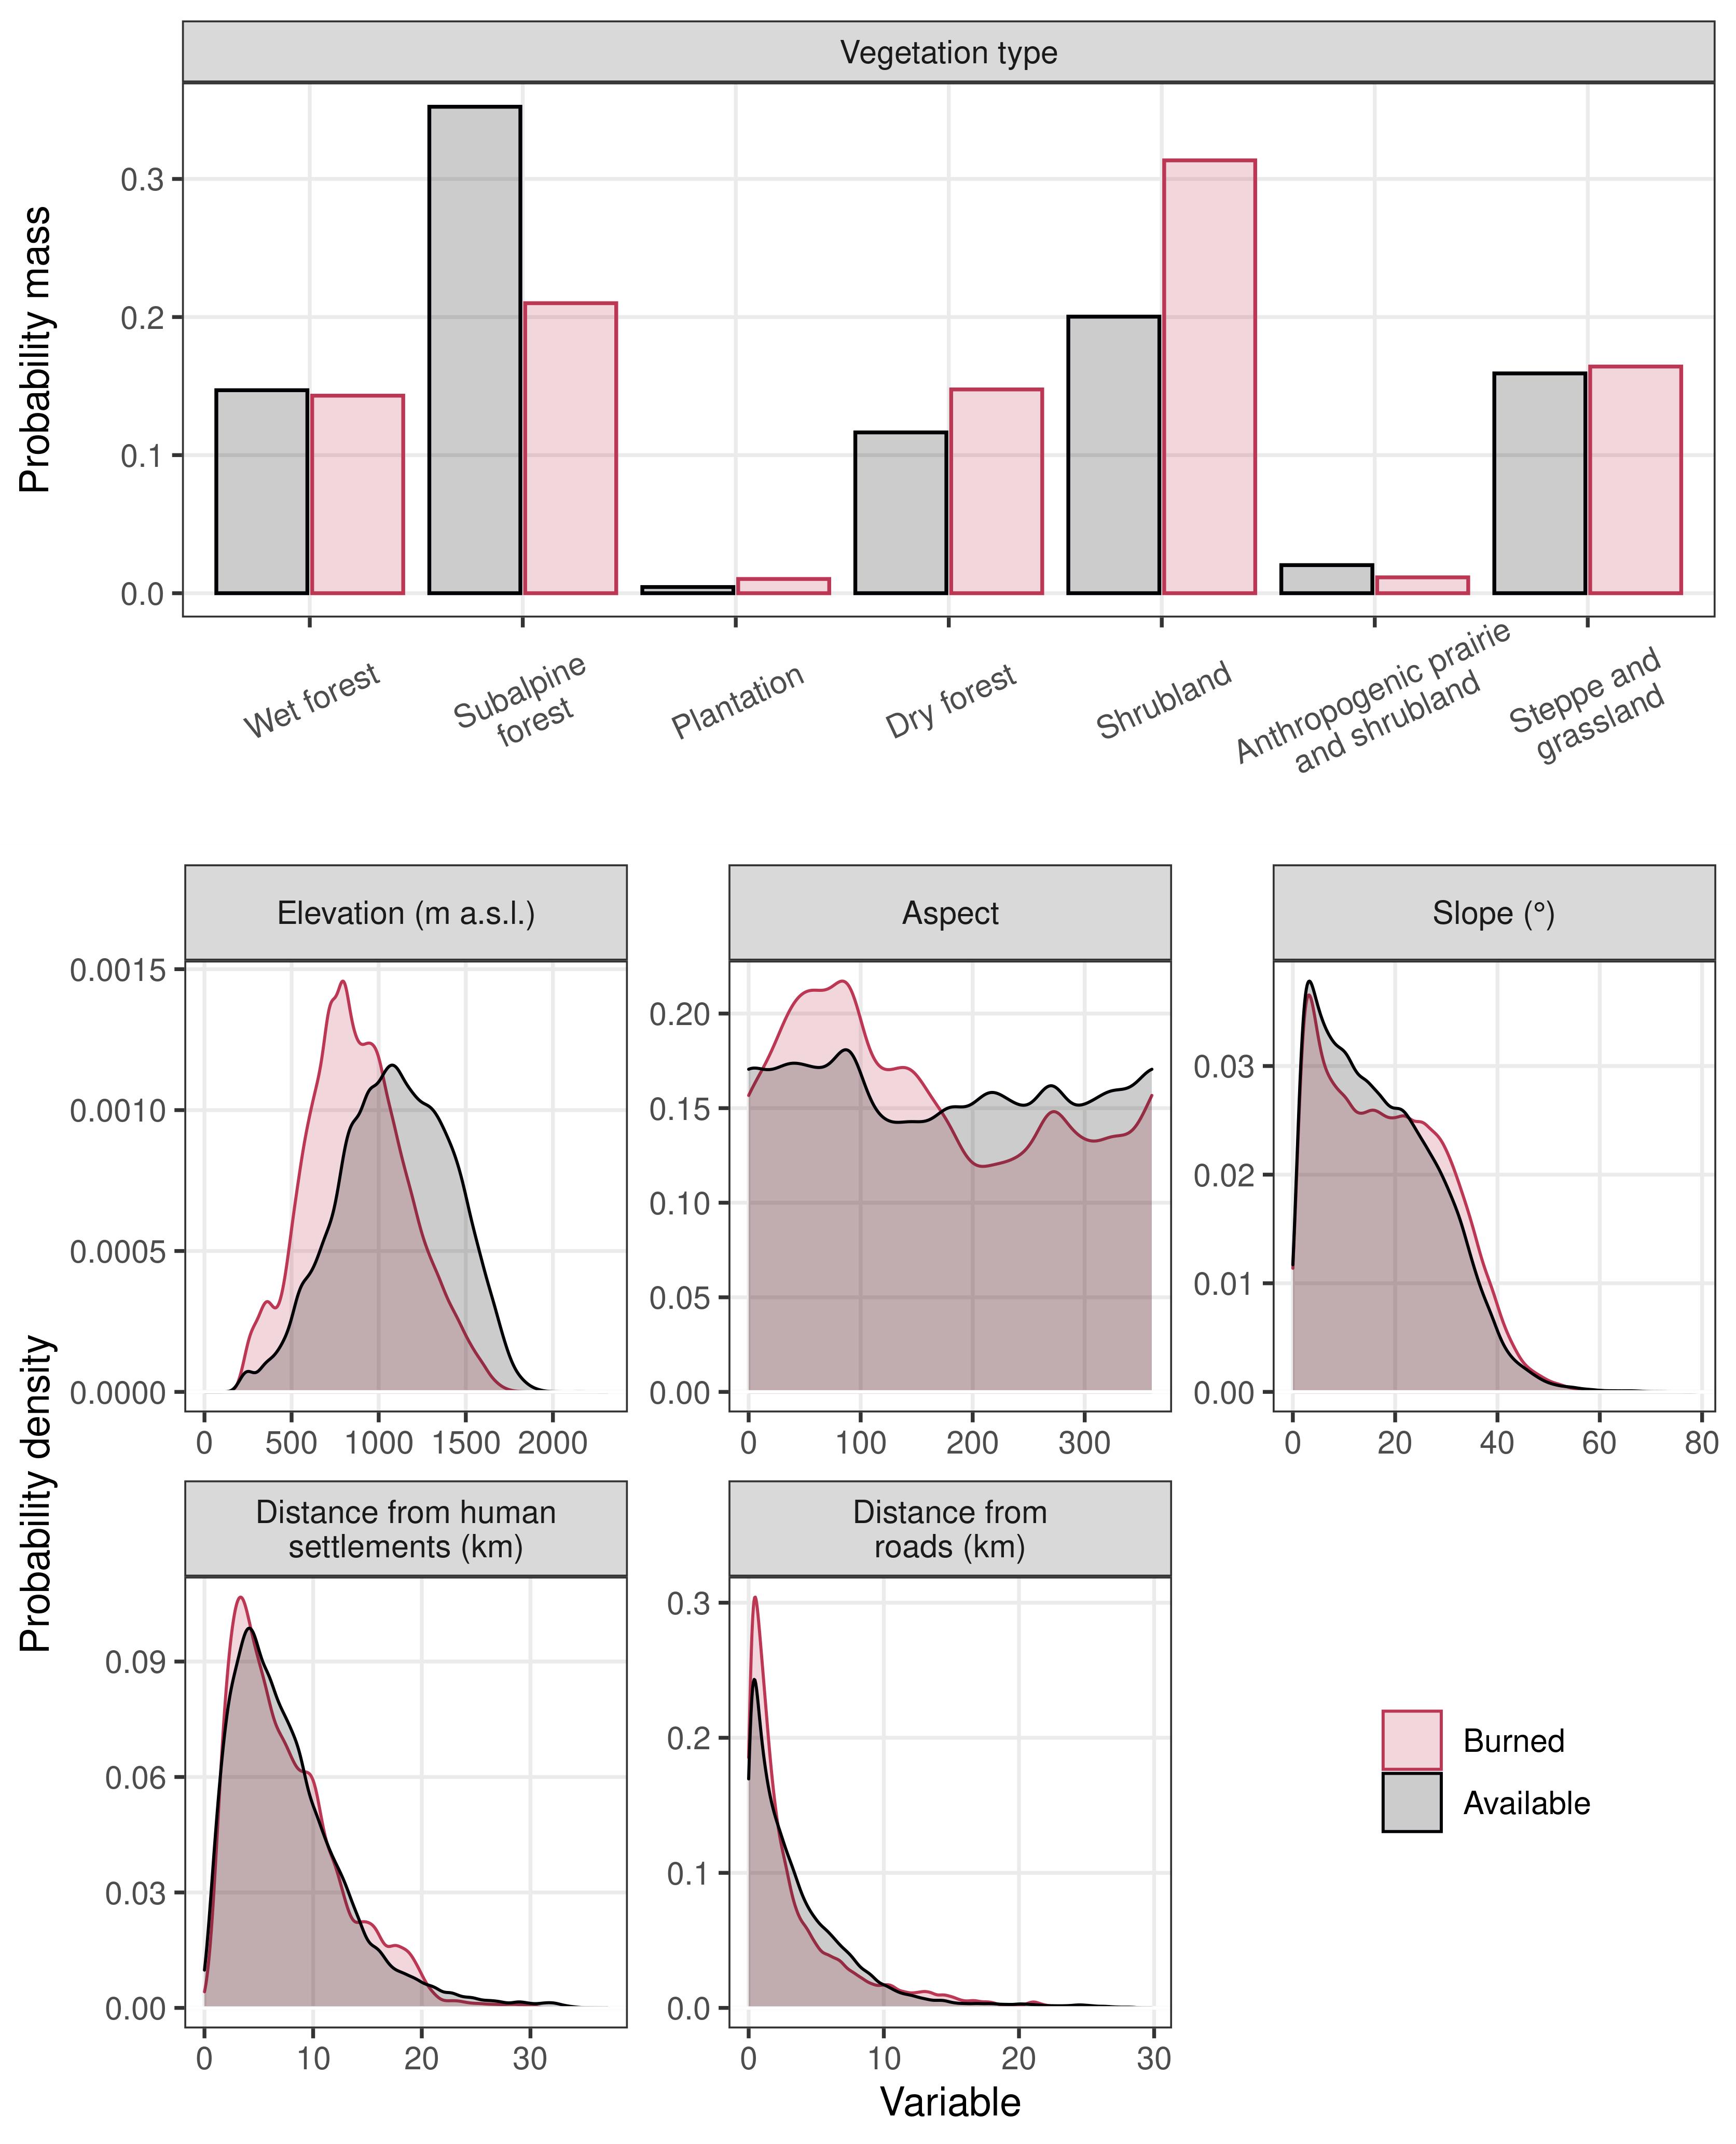 Vegetation type
Probability mass
0.3
0.2
0.1
0.0
Wet forest
Subalpine
forest
Plantation
Dry forest
Shrubland
Anthropogenic prairie
and shrubland
Steppe and
grassland
Probability density
Elevation (m a.s.l.)
0.0015
0.0010
0.0005
0.0000
0 500 1000 1500 2000
Aspect
0.20
0.15
0.10
0.05
0.00
0 100 200 300
Slope (°)
0.03
0.02
0.01
0.00
0 20 40 60 80
Distance from human
settlements (km)
0.09
0.06
0.03
0.00
0 10 20 30
Distance from
roads (km)
0.3
0.2
0.1
0.0
0 10 20 30
Burned
Available
Variable